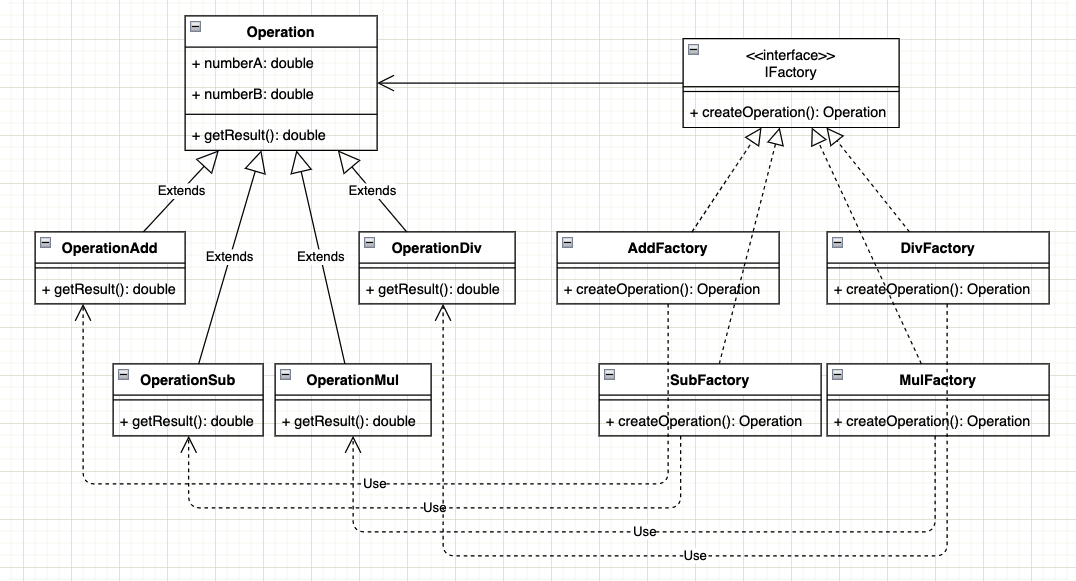 Operation
+ numberA: double
+ numberB: double
+ getResult(): double
<<interface>>
IFactory
+ createOperation(): Operation
Extends
Extends
Extends
Extends
OperationAdd
+ getResult(): double
OperationDiv
+ getResult(): double
AddFactory
+ createOperation(): Operation
DivFactory
+ createOperation(): Operation
OperationSub
+ getResult(): double
OperationMul
+ getResult(): double
SubFactory
+ createOperation(): Operation
MulFactory
+ createOperation(): Operation
Use
Use
Use
Use